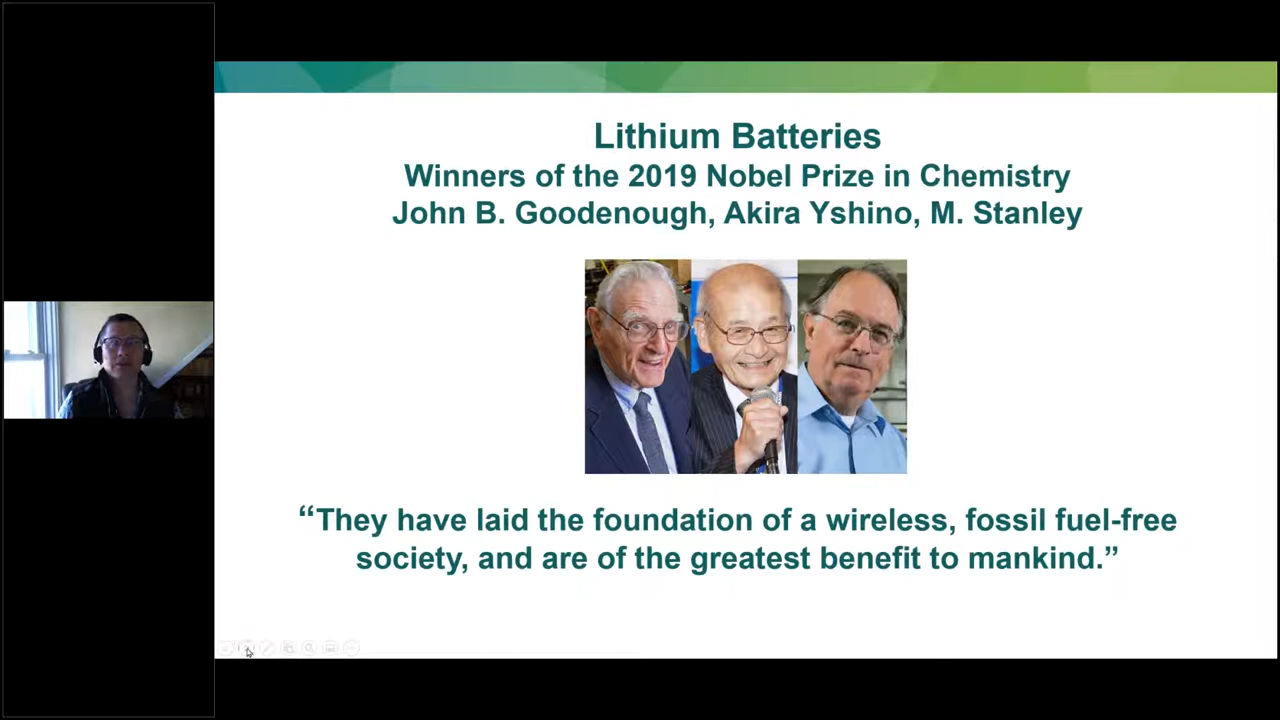 Lithium Batteries
Winners of the 2019 Nobel Prize in Chemistry
John B. Goodenough, Akira Yshino, M. Stanley
“They have laid the foundation of a wireless, fossil fuel-free
society, and are of the greatest benefit to mankind.”